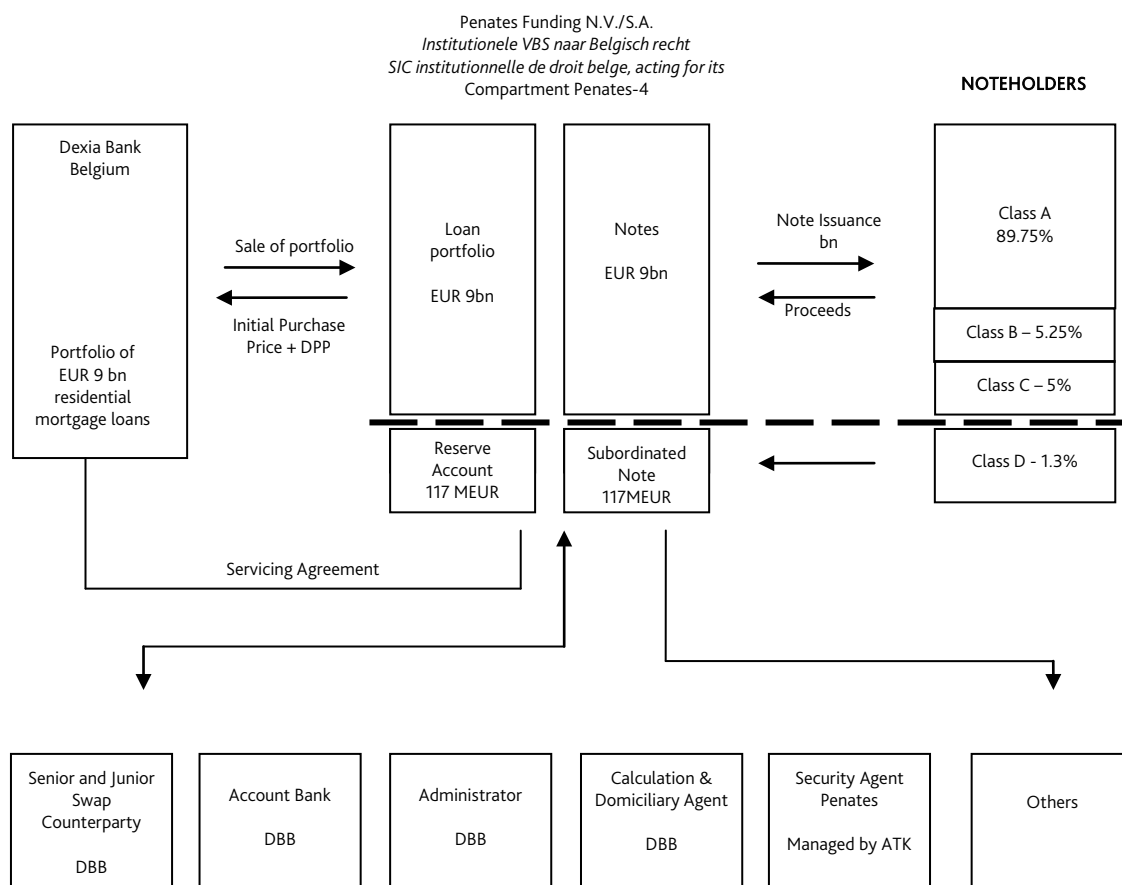 Penates Funding N.V./S.A.
Institutionele VBS naar Belgisch recht
SIC institutionnelle de droit belge, acting for its
Compartment Penates-4
NOTEHOLDERS
Dexia Bank
Belgium
Portfolio of
EUR 9 bn
residential
mortgage loans
Sale of portfolio
Initial Purchase
Price + DPP
Loan
portfolio
EUR 9bn
Notes
EUR 9bn
Note Issuance
bn
Proceeds
Class A
89.75%
Class B – 5.25%
Class C – 5%
Reserve
Account
117 MEUR
Subordinated
Note
117MEUR
Class D - 1.3%
Servicing Agreement
Senior and Junior
Swap
Counterparty
DBB
Account Bank
DBB
Administrator
DBB
Calculation &
Domiciliary Agent
DBB
Security Agent
Penates
Managed by ATK
Others